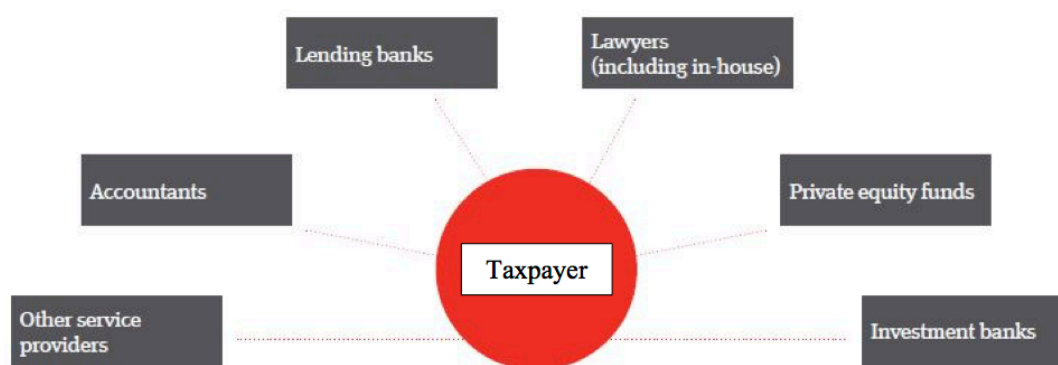 Lending banks
Lawyers
(including in-house)
Accountants
Private equity funds
Taxpayer
Other service
providers
Investment banks